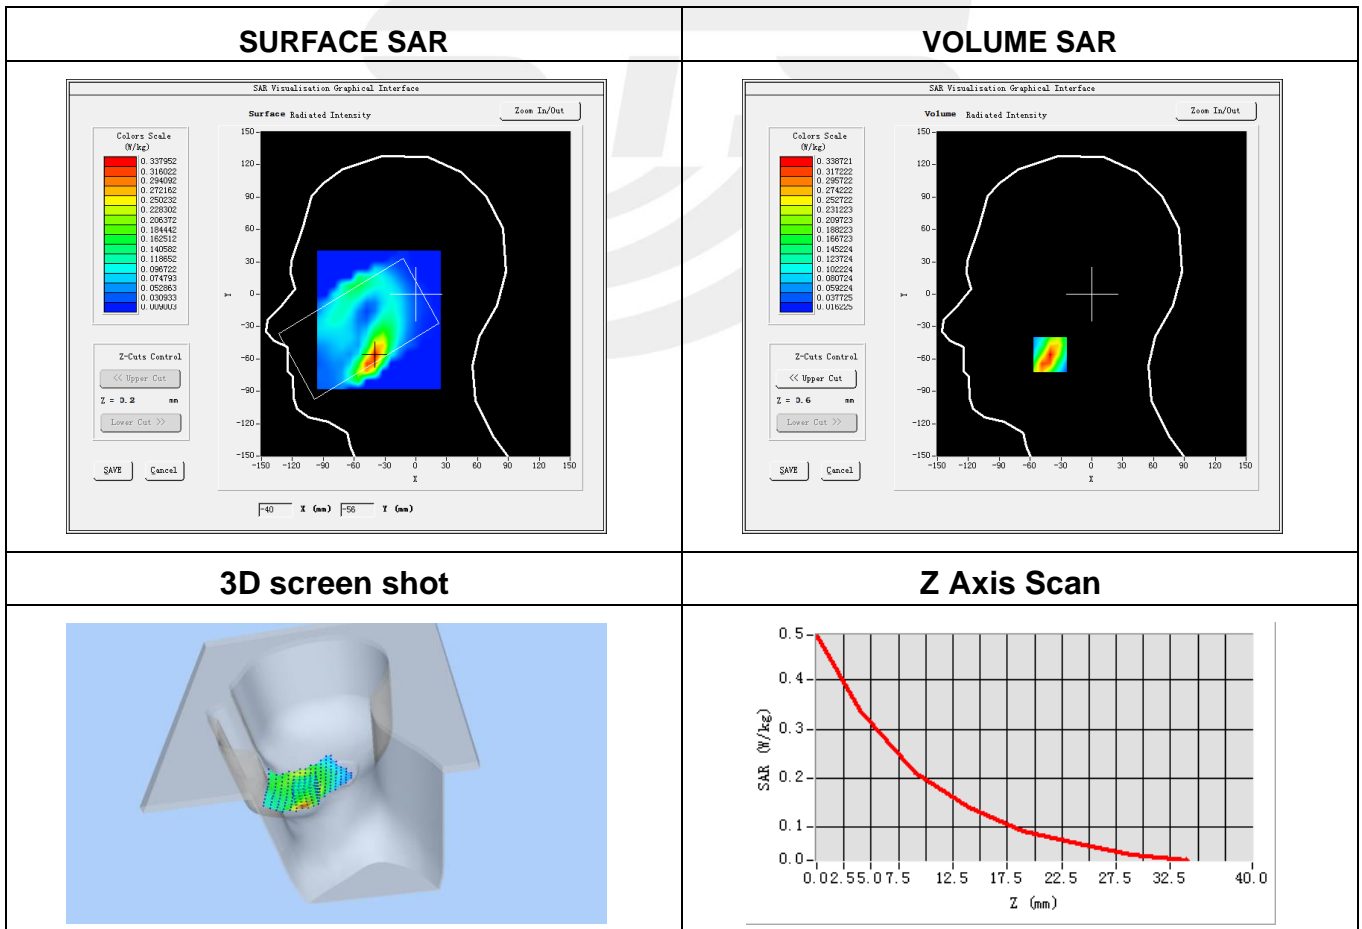 SURFACE SAR
SAR Visualisation Graphical Interface
Surface Radiated Intensity
Zoom In/Out
Colors Scale
(W/kg)
0.337952
0.316022
0.294092
0.272162
0.250232
0.228302
0.206372
0.184442
0.162512
0.140582
0.118652
0.096722
0.074793
0.052863
0.030933
0.009003
Z-Cuts Control
<< Upper Cut
Z = 0.2 mm
Lower Cut >>
SAVE Cancel
150
120
90
60
30
0
-30
-60
-90
-120
-150
Y
-150 -120 -90 -60 -30 0 30 60 90 120 150
X
-40 X (mm) -56 Y (mm)
VOLUME SAR
SAR Visualisation Graphical Interface
Volume Radiated Intensity
Zoom In/Out
Colors Scale
(W/kg)
0.338721
0.317222
0.295722
0.274222
0.252722
0.231223
0.209723
0.188223
0.166723
0.145224
0.123724
0.102224
0.080724
0.059224
0.037725
0.016225
Z-Cuts Control
<< Upper Cut
Z = 0.6 mm
Lower Cut >>
SAVE Cancel
150
120
90
60
30
0
-30
-60
-90
-120
-150
Y
-150 -120 -90 -60 -30 0 30 60 90 120 150
X
3D screen shot
Z Axis Scan
0.5
0.4
0.3
0.2
0.1
0.0
SAR (W/kg)
0.0 2.5 5.0 7.5 12.5 17.5 22.5 27.5 32.5 40.0
Z (mm)